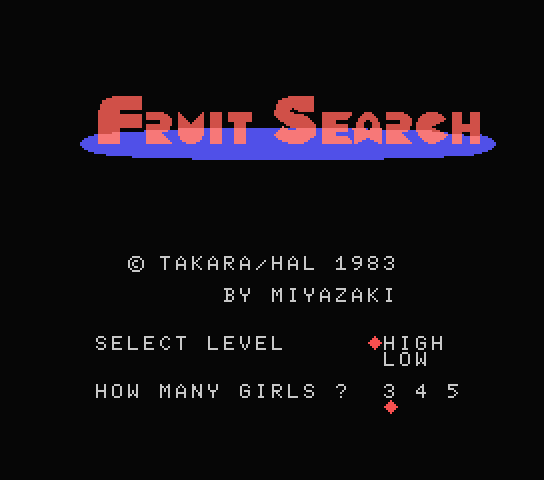 FRUIT SEARCH
© TAKARA/HAL 1983
BY MIYAZAKI
SELECT LEVEL HIGH
LOW
HOW MANY GIRLS ? 3 4 5